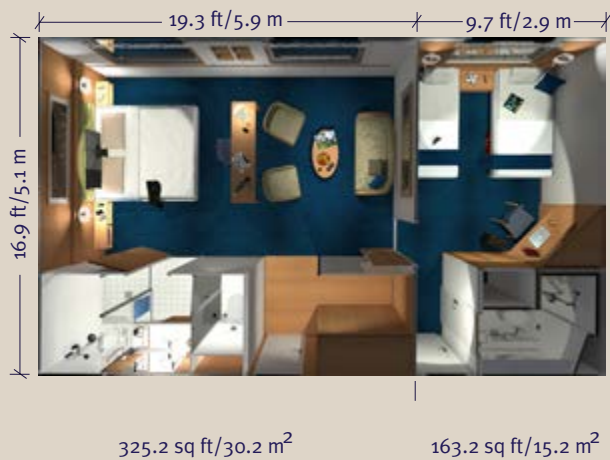 19.3 ft/5.9 m
9.7 ft/2.9 m
16.9 ft/5.1 m
325.2 sq ft/30.2 m²
163.2 sq ft/15.2 m²